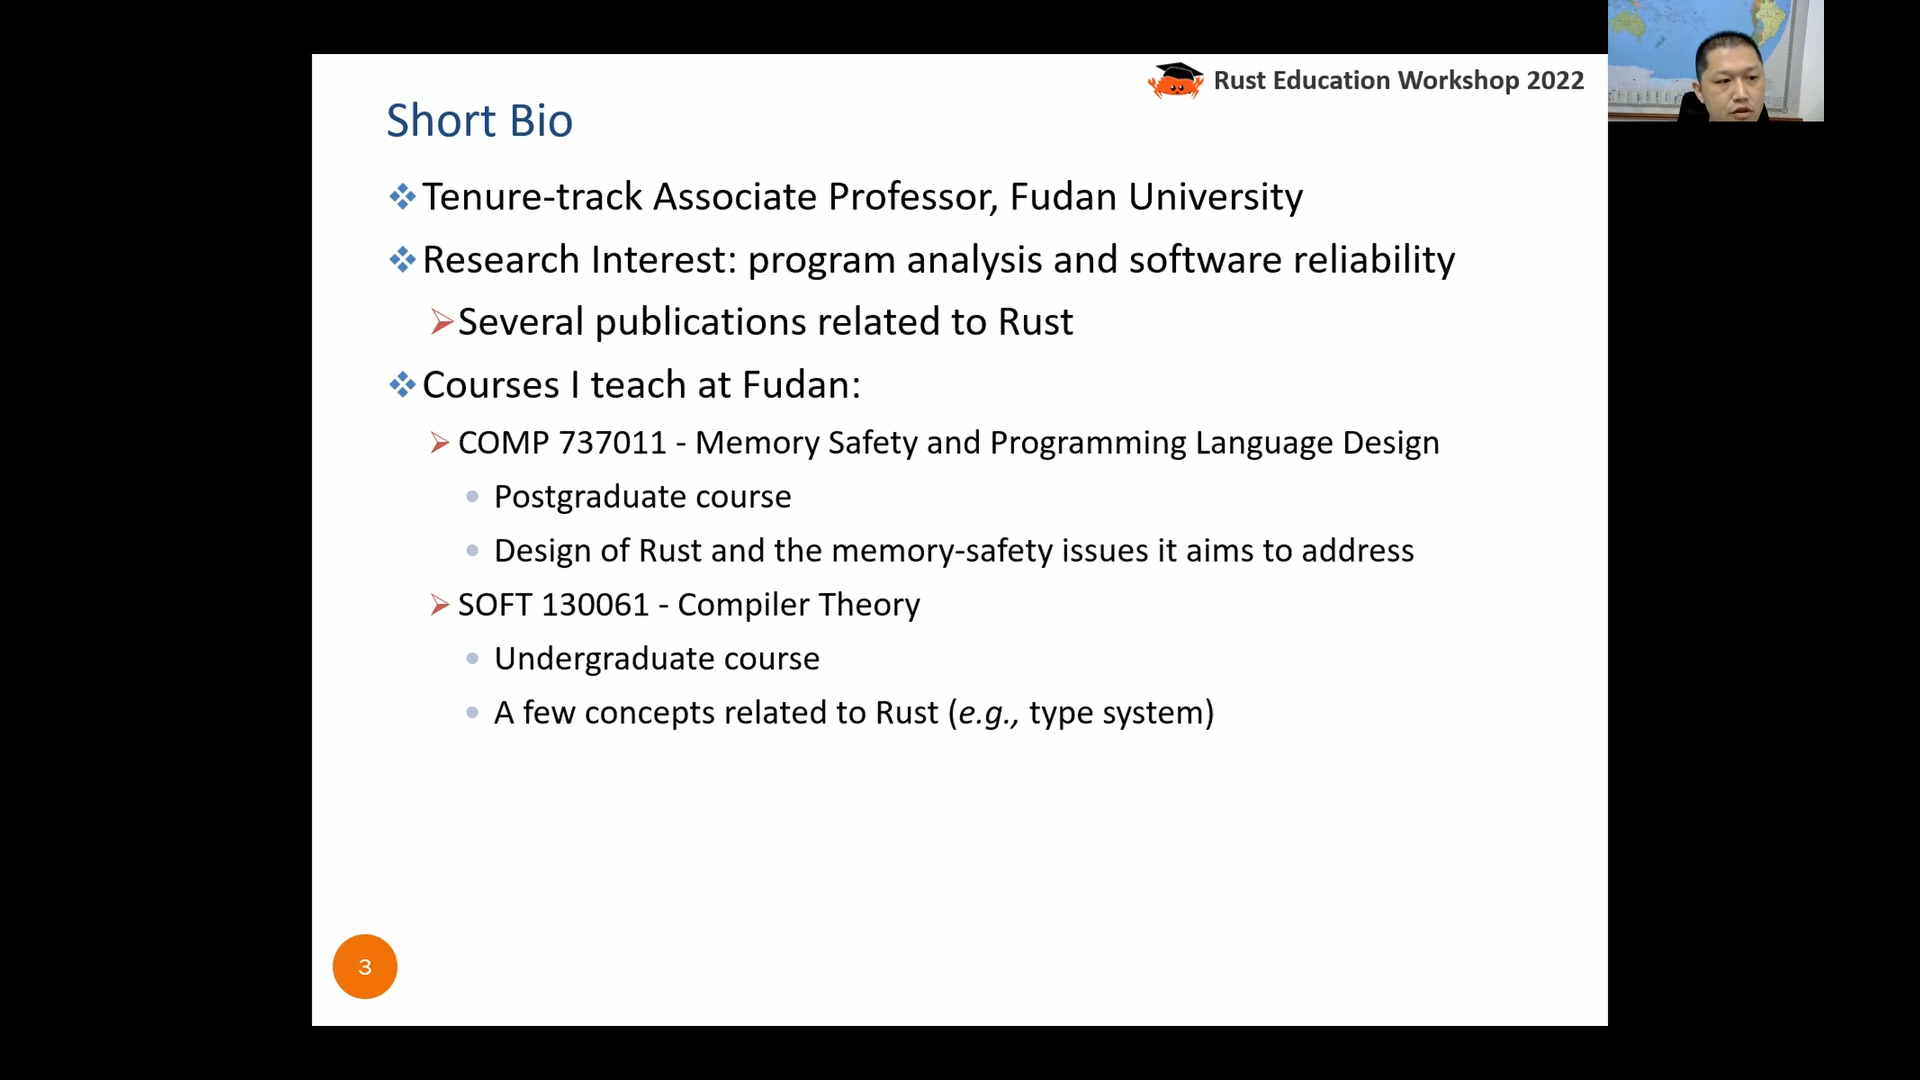 Rust Education Workshop 2022
Short Bio
Tenure-track Associate Professor, Fudan University
Research Interest: program analysis and software reliability
Several publications related to Rust
Courses I teach at Fudan:
COMP 737011 - Memory Safety and Programming Language Design
Postgraduate course
Design of Rust and the memory-safety issues it aims to address
SOFT 130061 - Compiler Theory
Undergraduate course
A few concepts related to Rust (e.g., type system)
3